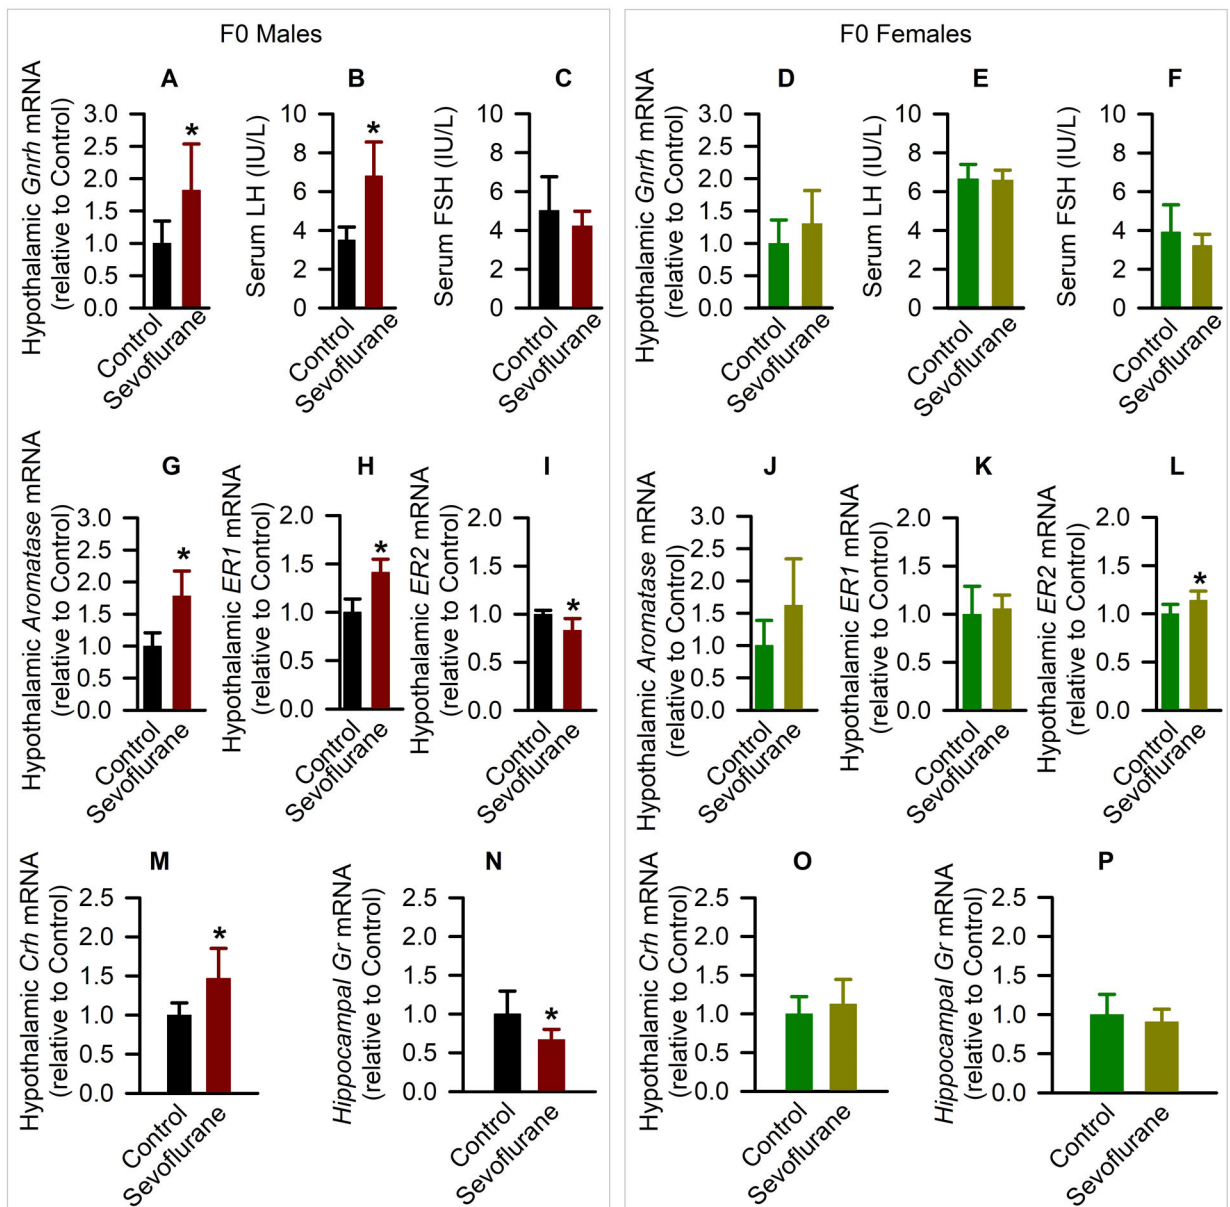 F0 Males
A
B
C
Hypothalamic Gnrh mRNA
(relative to Control)
3.0
2.5
2.0
1.5
1.0
0.5
0.0
*
Control
Sevoflurane
Serum LH (IU/L)
10
8
6
4
2
0
*
Control
Sevoflurane
Serum FSH (IU/L)
10
8
6
4
2
0
Control
Sevoflurane
G
H
I
Hypothalamic Aromatase mRNA
(relative to Control)
3.0
2.5
2.0
1.5
1.0
0.5
0.0
*
Control
Sevoflurane
Hypothalamic ER1 mRNA
(relative to Control)
2.0
1.5
1.0
0.5
0.0
*
Control
Sevoflurane
Hypothalamic ER2 mRNA
(relative to Control)
2.0
1.5
1.0
0.5
0.0
*
Control
Sevoflurane
M
N
Hypothalamic Crh mRNA
(relative to Control)
2.5
2.0
1.5
1.0
0.5
0.0
*
Control
Sevoflurane
Hippocampal Gr mRNA
(relative to Control)
2.5
2.0
1.5
1.0
0.5
0.0
*
Control
Sevoflurane
F0 Females
D
E
F
Hypothalamic Gnrh mRNA
(relative to Control)
3.0
2.5
2.0
1.5
1.0
0.5
0.0
Control
Sevoflurane
Serum LH (IU/L)
10
8
6
4
2
0
Control
Sevoflurane
Serum FSH (IU/L)
10
8
6
4
2
0
Control
Sevoflurane
J
K
L
Hypothalamic Aromatase mRNA
(relative to Control)
3.0
2.5
2.0
1.5
1.0
0.5
0.0
Control
Sevoflurane
Hypothalamic ER1 mRNA
(relative to Control)
2.0
1.5
1.0
0.5
0.0
Control
Sevoflurane
Hypothalamic ER2 mRNA
(relative to Control)
2.0
1.5
1.0
0.5
0.0
*
Control
Sevoflurane
O
P
Hypothalamic Crh mRNA
(relative to Control)
2.5
2.0
1.5
1.0
0.5
0.0
Control
Sevoflurane
Hippocampal Gr mRNA
(relative to Control)
2.5
2.0
1.5
1.0
0.5
0.0
Control
Sevoflurane